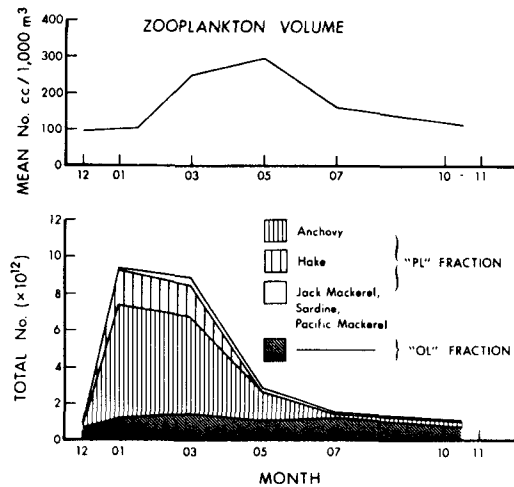 ZOOPLANKTON VOLUME
MEAN No. cc / 1,000 m³
400
300
200
100
0
12 01 03 05 07 10 - 11
TOTAL No. (×10¹²)
12
10
8
6
4
2
0
Anchovy
Hake
Jack Mackerel,
Sardine,
Pacific Mackerel
"PL" FRACTION
"OL" FRACTION
12 01 03 05 07 10 11
MONTH